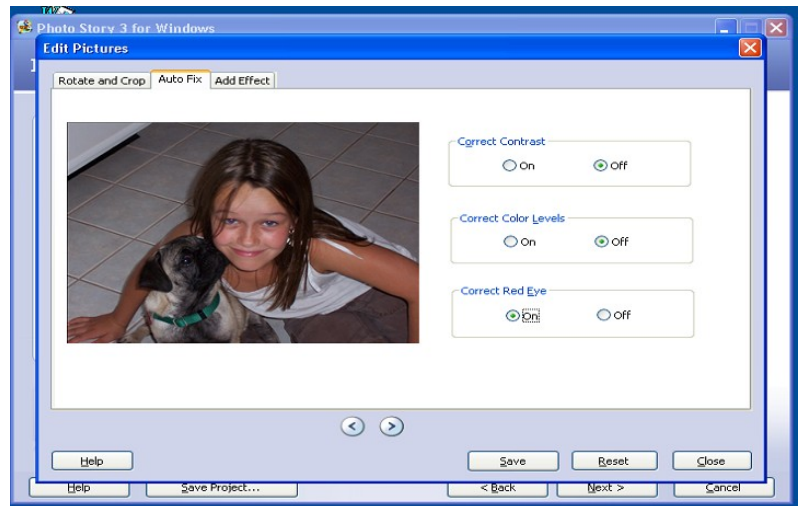 Photo Story 3 for Windows
Edit Pictures
Rotate and Crop Auto Fix Add Effect
Correct Contrast
On Off
Correct Color Levels
On Off
Correct Red Eye
On Off
< >
Help Save Reset Close
Help Save Project... < Back Next > Cancel